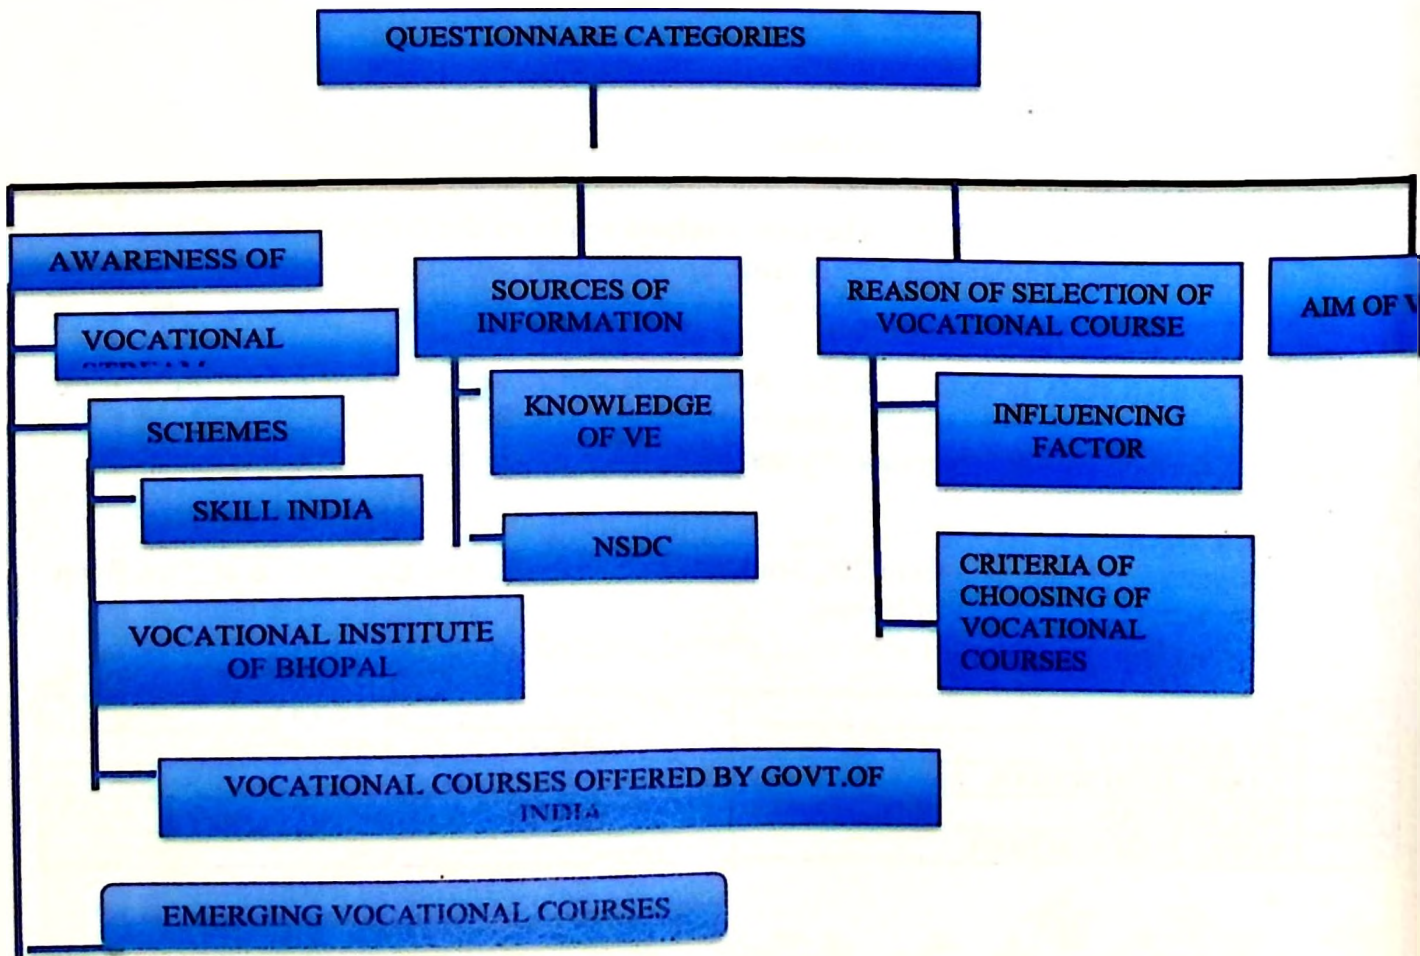 QUESTIONNARE CATEGORIES
AWARENESS OF
VOCATIONAL
STREAM
SCHEMES
SKILL INDIA
VOCATIONAL INSTITUTE
OF BHOPAL
VOCATIONAL COURSES OFFERED BY GOVT.OF
INDIA
EMERGING VOCATIONAL COURSES
SOURCES OF
INFORMATION
KNOWLEDGE
OF VE
NSDC
REASON OF SELECTION OF
VOCATIONAL COURSE
INFLUENCING
FACTOR
CRITERIA OF
CHOOSING OF
VOCATIONAL
COURSES
AIM OF